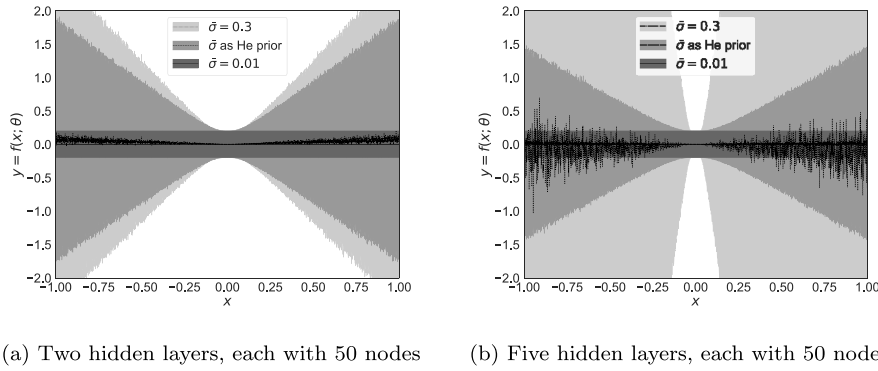 2.0
1.5
1.0
0.5
0.0
−0.5
−1.0
−1.5
−2.0
y = f(x; θ)
σ̄ = 0.3
σ̄ as He prior
σ̄ = 0.01
−1.00 −0.75 −0.50 −0.25 0.00 0.25 0.50 0.75 1.00
x
(a) Two hidden layers, each with 50 nodes
2.0
1.5
1.0
0.5
0.0
−0.5
−1.0
−1.5
−2.0
y = f(x; θ)
σ̄ = 0.3
σ̄ as He prior
σ̄ = 0.01
−1.00 −0.75 −0.50 −0.25 0.00 0.25 0.50 0.75 1.00
x
(b) Five hidden layers, each with 50 node